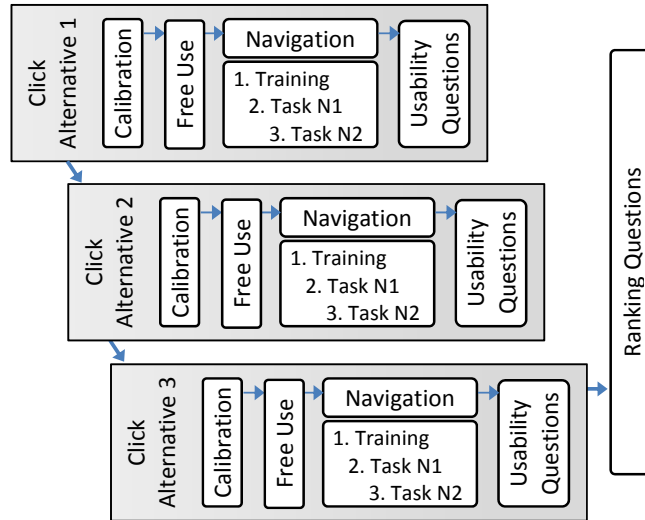 Click
Alternative 1
Calibration
Free Use
Navigation
1. Training
2. Task N1
3. Task N2
Usability
Questions
Click
Alternative 2
Calibration
Free Use
Navigation
1. Training
2. Task N1
3. Task N2
Usability
Questions
Click
Alternative 3
Calibration
Free Use
Navigation
1. Training
2. Task N1
3. Task N2
Usability
Questions
Ranking Questions